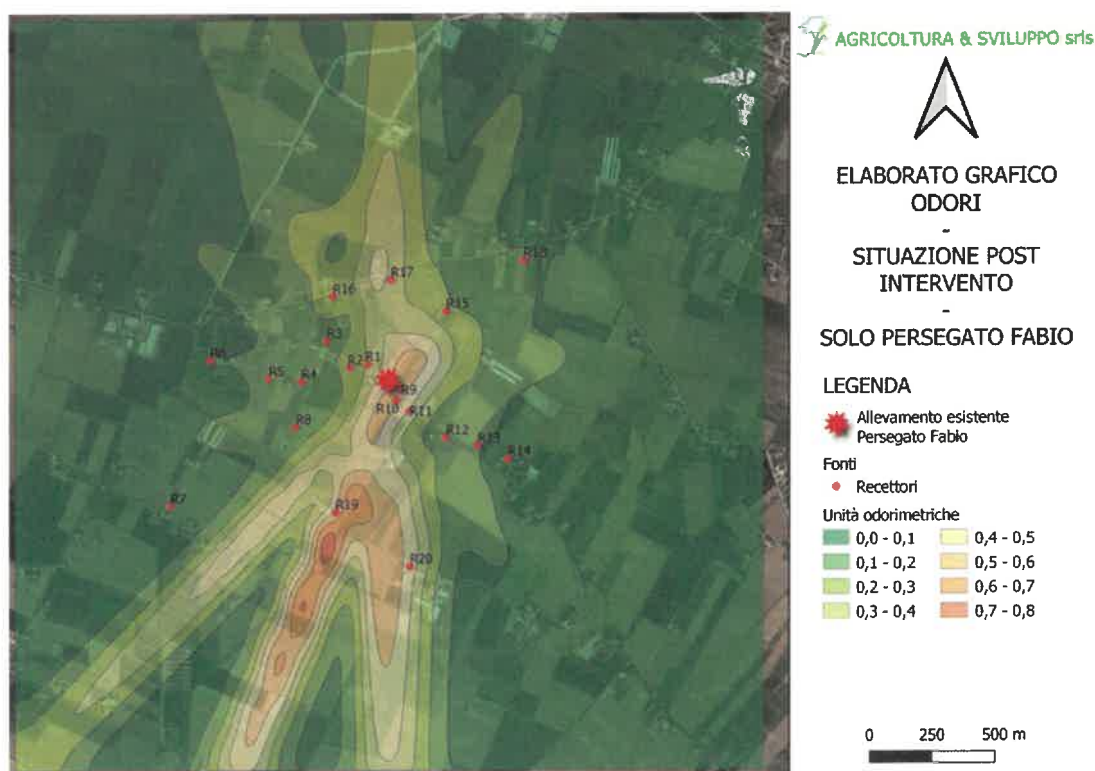 AGRICOLTURA & SVILUPPO srls
ELABORATO GRAFICO
ODORI
-
SITUAZIONE POST
INTERVENTO
-
SOLO PERSEGATO FABIO
LEGENDA
Allevamento esistente
Persegato Fabio
Fonti
Recettori
Unità odorimetriche
0,0 - 0,1
0,1 - 0,2
0,2 - 0,3
0,3 - 0,4
0,4 - 0,5
0,5 - 0,6
0,6 - 0,7
0,7 - 0,8
0 250 500 m
R18
R17
R16
R15
R3
R1
R2
R5
R4
R9
R10
R11
R8
R12
R13
R14
R7
R19
R20